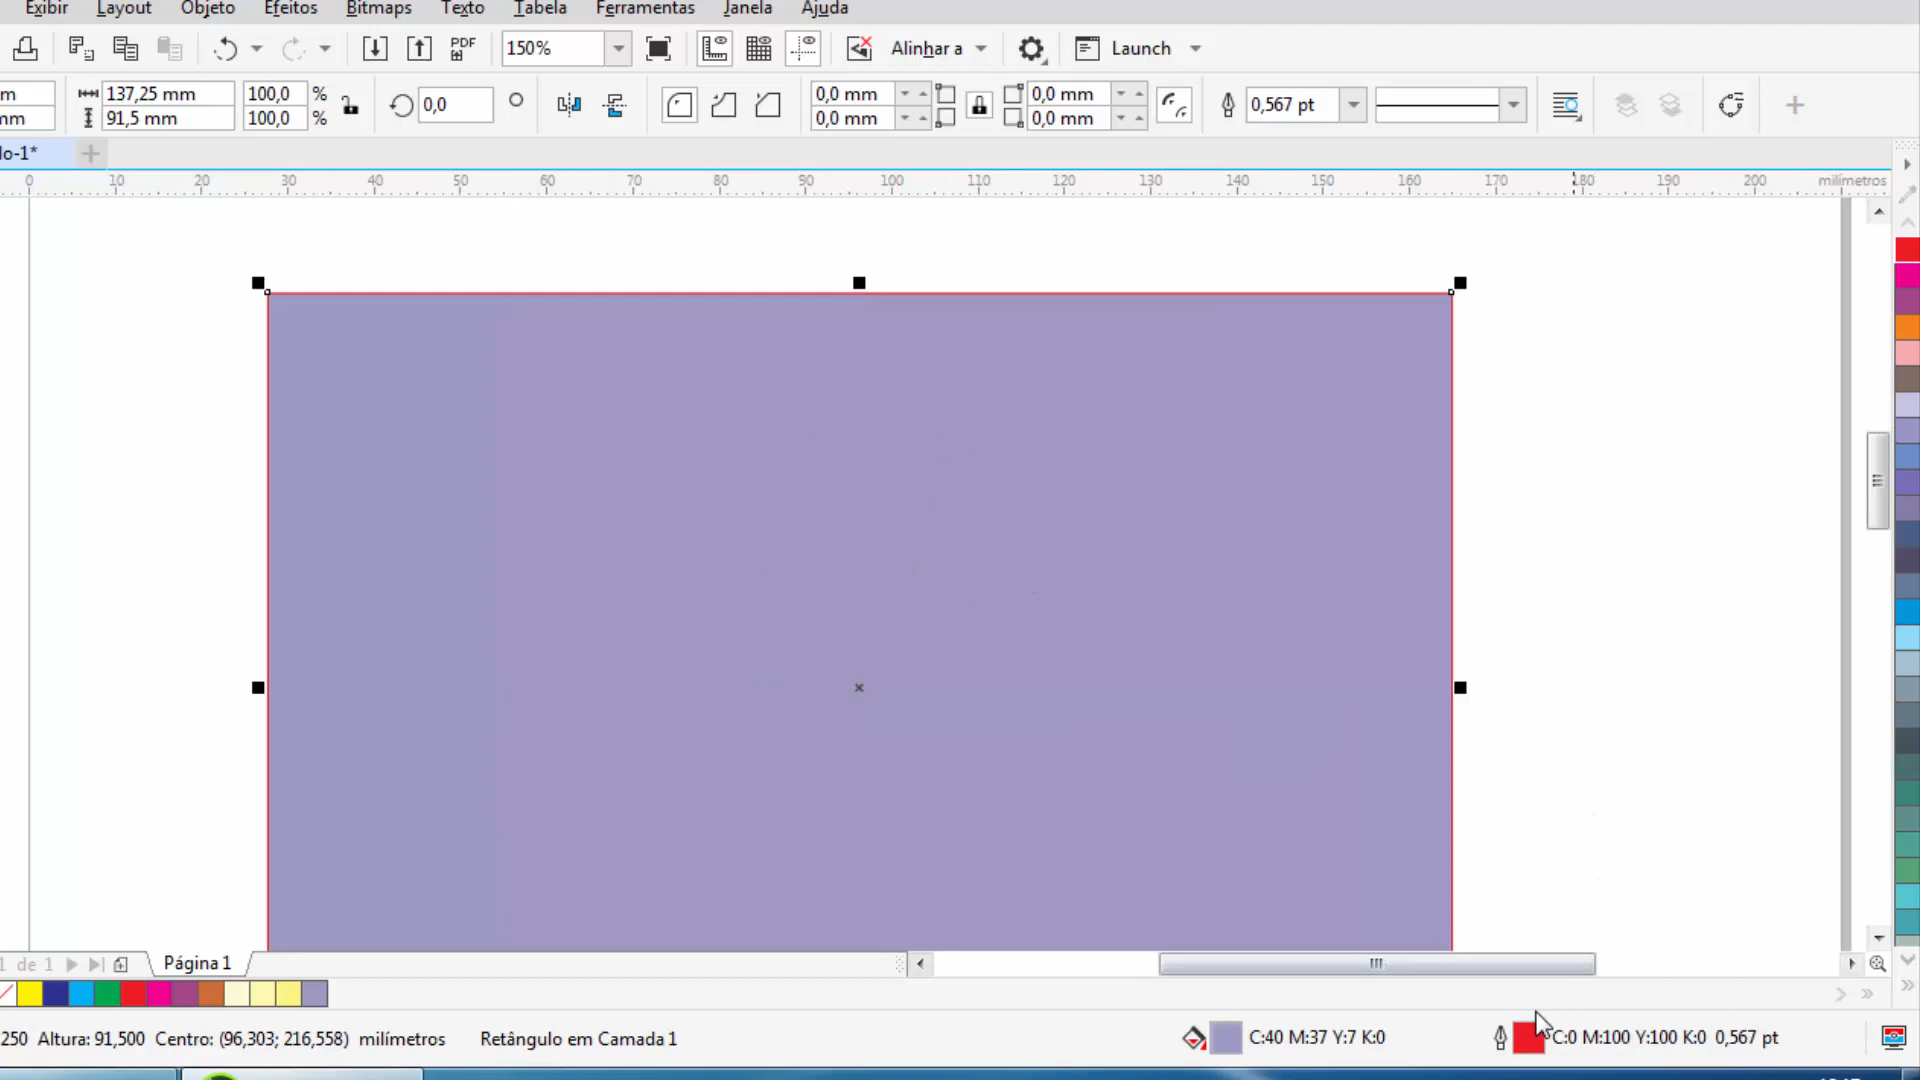 Exibir Layout Objeto Efeitos Bitmaps Texto Tabela Ferramentas Janela Ajuda
PDF 150% Alinhar a Launch
m 137,25 mm 100,0 % 0,0 0,0 mm 0,0 mm 0,567 pt
mm 91,5 mm 100,0 % 0,0 mm 0,0 mm
lo-1*
0 10 20 30 40 50 60 70 80 90 100 110 120 130 140 150 160 170 180 190 200 milímetros
1 de 1 Página 1
250 Altura: 91,500 Centro: (96,303; 216,558) milímetros Retângulo em Camada 1 C:40 M:37 Y:7 K:0 C:0 M:100 Y:100 K:0 0,567 pt